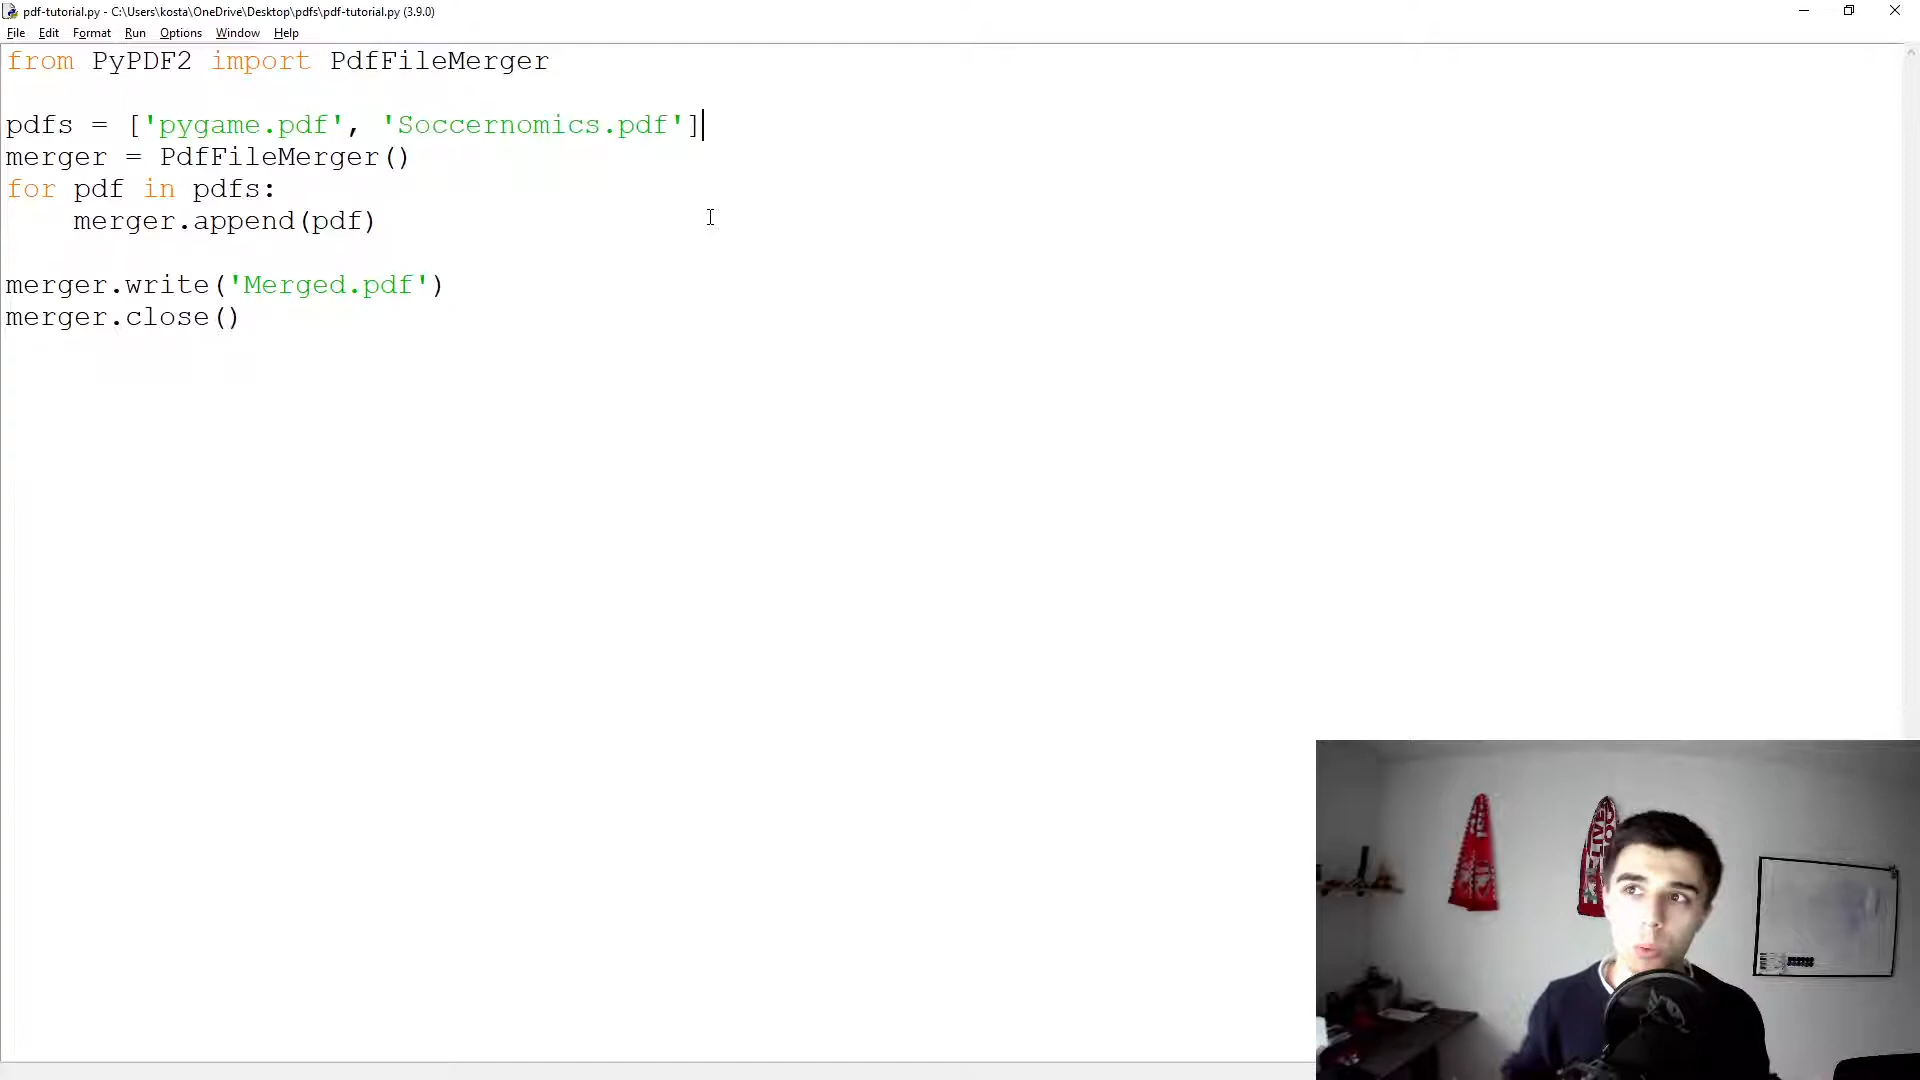 pdf-tutorial.py - C:\Users\kosta\OneDrive\Desktop\pdfs\pdf-tutorial.py (3.9.0)
File Edit Format Run Options Window Help
from PyPDF2 import PdfFileMerger
pdfs = ['pygame.pdf', 'Soccernomics.pdf']
merger = PdfFileMerger()
for pdf in pdfs:
    merger.append(pdf)
merger.write('Merged.pdf')
merger.close()